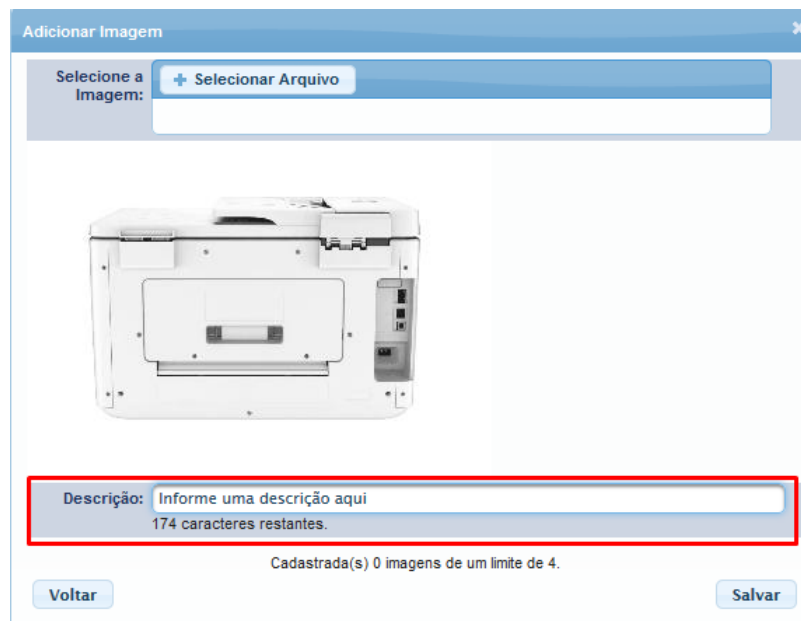 Adicionar Imagem
Selecione a
Imagem:
Selecionar Arquivo
Descrição:
Informe uma descrição aqui
174 caracteres restantes.
Cadastrada(s) 0 imagens de um limite de 4.
Voltar
Salvar